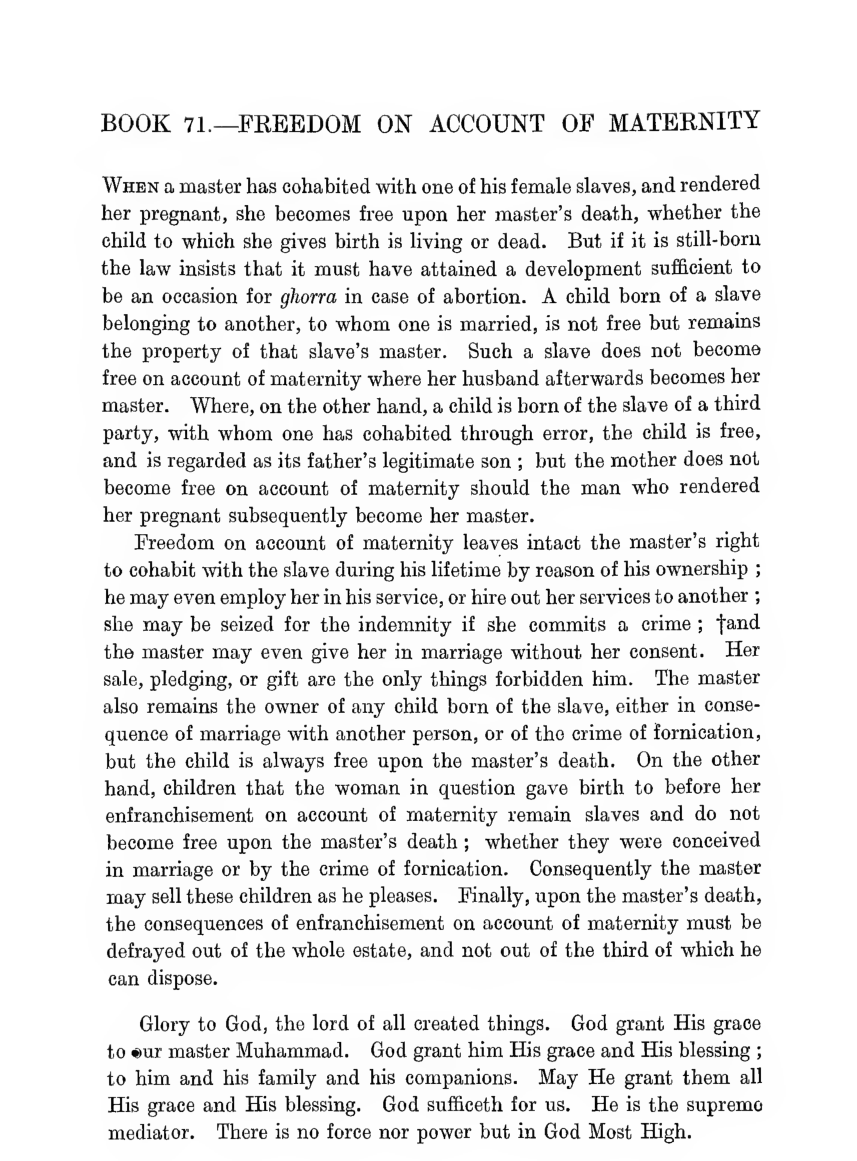 BOOK 71.—FREEDOM ON ACCOUNT OF MATERNITY
WHEN a master has cohabited with one of his female slaves, and rendered
her pregnant, she becomes free upon her master's death, whether the
child to which she gives birth is living or dead. But if it is still-born
the law insists that it must have attained a development sufficient to
be an occasion for ghorra in case of abortion. A child born of a slave
belonging to another, to whom one is married, is not free but remains
the property of that slave's master. Such a slave does not become
free on account of maternity where her husband afterwards becomes her
master. Where, on the other hand, a child is born of the slave of a third
party, with whom one has cohabited through error, the child is free,
and is regarded as its father's legitimate son ; but the mother does not
become free on account of maternity should the man who rendered
her pregnant subsequently become her master.
Freedom on account of maternity leaves intact the master's right
to cohabit with the slave during his lifetime by reason of his ownership ;
he may even employ her in his service, or hire out her services to another ;
she may be seized for the indemnity if she commits a crime ; †and
the master may even give her in marriage without her consent. Her
sale, pledging, or gift are the only things forbidden him. The master
also remains the owner of any child born of the slave, either in conse-
quence of marriage with another person, or of the crime of fornication,
but the child is always free upon the master's death. On the other
hand, children that the woman in question gave birth to before her
enfranchisement on account of maternity remain slaves and do not
become free upon the master's death ; whether they were conceived
in marriage or by the crime of fornication. Consequently the master
may sell these children as he pleases. Finally, upon the master's death,
the consequences of enfranchisement on account of maternity must be
defrayed out of the whole estate, and not out of the third of which he
can dispose.
Glory to God, the lord of all created things. God grant His grace
to our master Muhammad. God grant him His grace and His blessing ;
to him and his family and his companions. May He grant them all
His grace and His blessing. God sufficeth for us. He is the supreme
mediator. There is no force nor power but in God Most High.